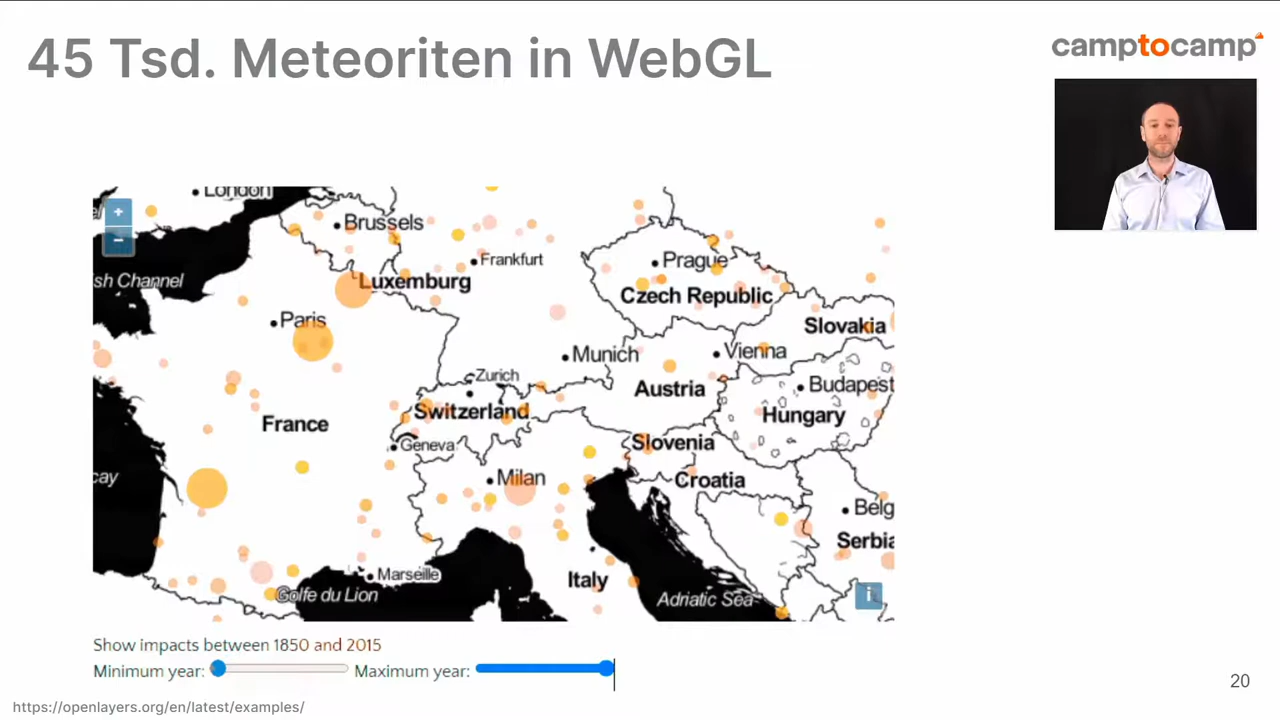 45 Tsd. Meteoriten in WebGL
camptocamp
London
+
Brussels
−
Frankfurt
Prague
sh Channel
Luxemburg
Czech Republic
Paris
Slovakia
Munich
Vienna
Zurich
Austria
Budapest
Switzerland
Hungary
France
Geneva
Slovenia
Milan
Croatia
cay
Belg
Serbia
Marseille
Italy
Golfe du Lion
Adriatic Sea
i
Show impacts between 1850 and 2015
Minimum year: Maximum year:
20
https://openlayers.org/en/latest/examples/